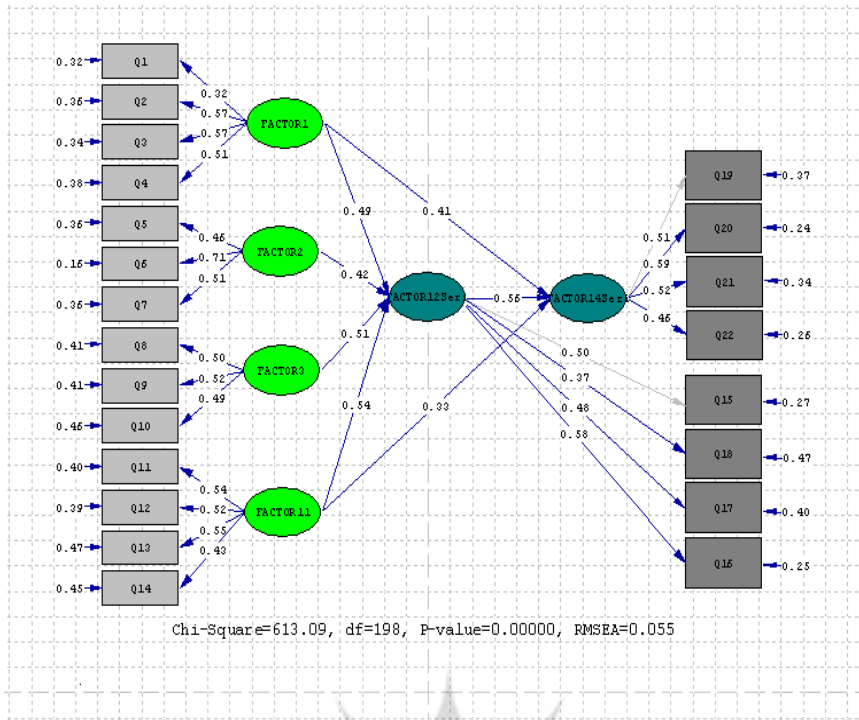 0.32 Q1
0.32
0.36 Q2
0.57
FACTOR1
0.34 Q3
0.57
0.51
0.38 Q4
Q19 0.37
0.36 Q5
0.49
0.41
Q20 0.24
0.46
0.51
FACTOR2
0.16 Q6
0.71
0.59
0.42
0.51
Q21 0.34
0.52
ACTOR12Ser
0.56
ACTOR14Ser
0.36 Q7
0.46
Q22 0.26
0.41 Q8
0.51
0.50
0.50
FACTOR3
0.37
0.41 Q9
0.52
0.49
Q15 0.27
0.54
0.33
0.48
0.46 Q10
0.58
Q18 0.47
0.40 Q11
0.54
0.39 Q12
0.52
FACTOR11
Q17 0.40
0.55
0.47 Q13
0.43
Q16 0.25
0.45 Q14
Chi-Square=613.09, df=198, P-value=0.00000, RMSEA=0.055